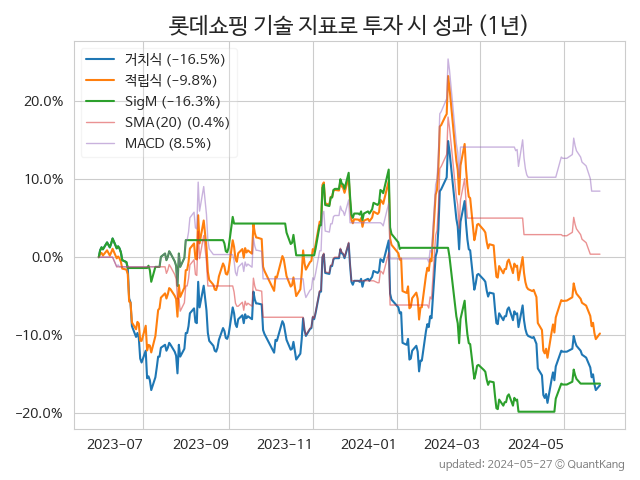 롯데쇼핑 기술 지표로 투자 시 성과 (1년)
거치식 (−16.5%)
적립식 (−9.8%)
SigM (−16.3%)
SMA(20) (0.4%)
MACD (8.5%)
20.0%
10.0%
0.0%
−10.0%
−20.0%
2023-07
2023-09
2023-11
2024-01
2024-03
2024-05
updated: 2024-05-27 © QuantKang